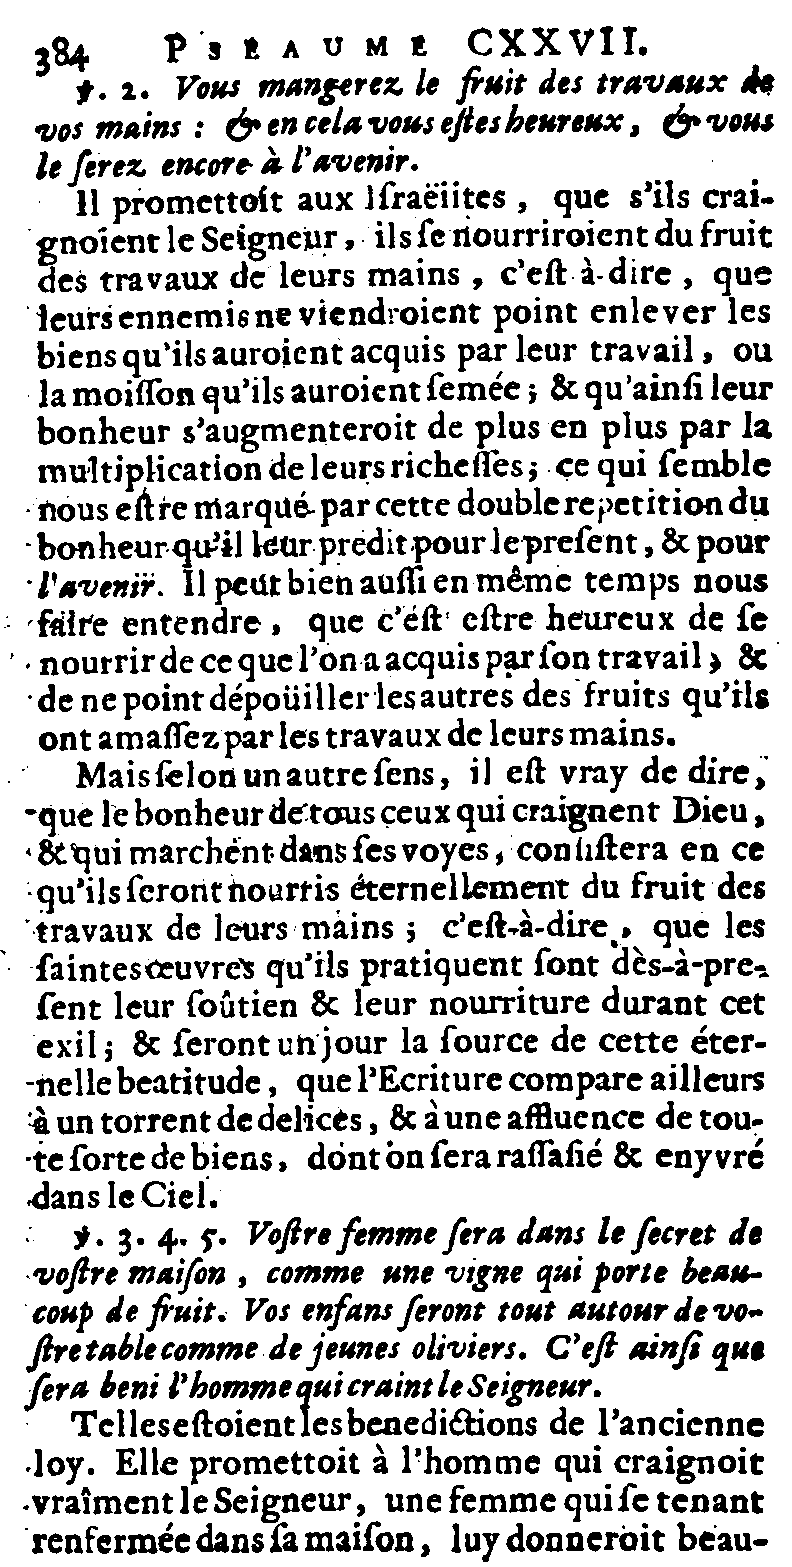 384 PSEAUME CXXVII.
℣. 2. Vous mangerez le fruit des travaux de
vos mains : & en cela vous eſtes heureux, & vous
le ſerez encore à l'avenir.
Il promettoit aux Iſraëlites, que s'ils crai-
gnoient le Seigneur, ils ſe nourriroient du fruit
des travaux de leurs mains, c'eſt-à-dire, que
leurs ennemis ne viendroient point enlever les
biens qu'ils auroient acquis par leur travail, ou
la moiſſon qu'ils auroient ſemée; & qu'ainſi leur
bonheur s'augmenteroit de plus en plus par la
multiplication de leurs richeſſes; ce qui ſemble
nous eſtre marqué par cette double repetition du
bonheur qu'il leur predit pour le preſent, & pour
l'avenir. Il peut bien auſſi en même temps nous
faire entendre, que c'eſt eſtre heureux de ſe
nourrir de ce que l'on a acquis par ſon travail, &
de ne point dépoüiller les autres des fruits qu'ils
ont amaſſez par les travaux de leurs mains.
Mais ſelon un autre ſens, il eſt vray de dire,
que le bonheur de tous ceux qui craignent Dieu,
& qui marchent dans ſes voyes, conſiſtera en ce
qu'ils ſeront nourris éternellement du fruit des
travaux de leurs mains; c'eſt-à-dire, que les
ſaintes œuvres qu'ils pratiquent ſont dès-à-pre-
ſent leur ſoûtien & leur nourriture durant cet
exil; & ſeront un jour la ſource de cette éter-
nelle beatitude, que l'Ecriture compare ailleurs
à un torrent de delices, & à une affluence de tou-
te ſorte de biens, dont on ſera raſſaſié & enyvré
dans le Ciel.
℣. 3. 4. 5. Voſtre femme ſera dans le ſecret de
voſtre maiſon, comme une vigne qui porte beau-
coup de fruit. Vos enfans ſeront tout autour de vo-
ſtre table comme de jeunes oliviers. C'eſt ainſi que
ſera beni l'homme qui craint le Seigneur.
Telles eſtoient les benedictions de l'ancienne
loy. Elle promettoit à l'homme qui craignoit
vraîment le Seigneur, une femme qui ſe tenant
renfermée dans ſa maiſon, luy donneroit beau-